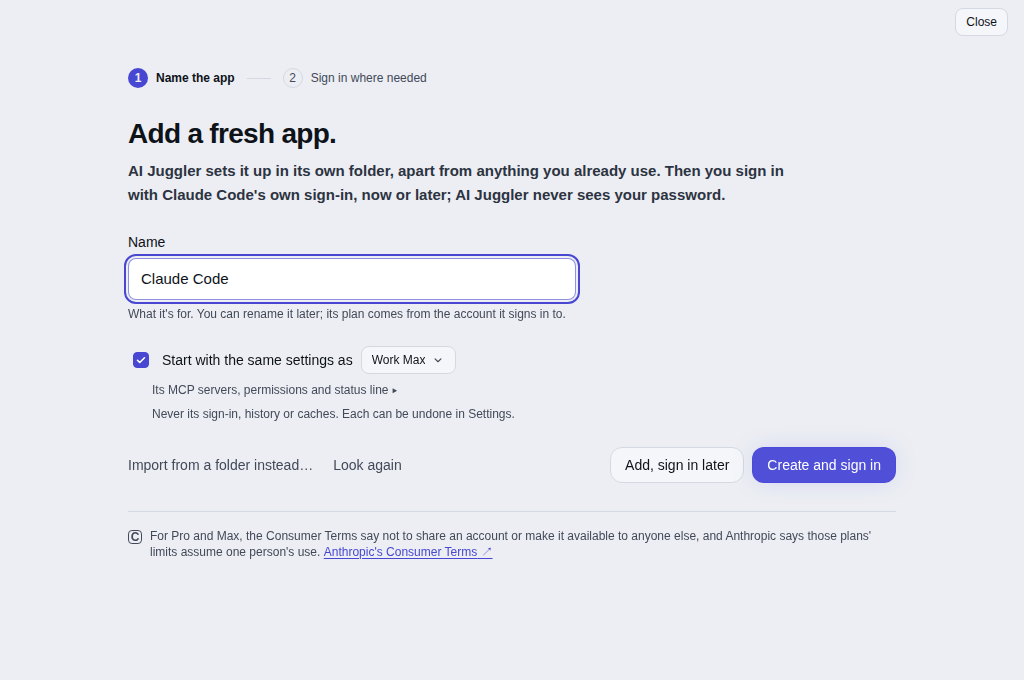 Close
1 Name the app
2 Sign in where needed
Add a fresh app.
AI Juggler sets it up in its own folder, apart from anything you already use. Then you sign in
with Claude Code's own sign-in, now or later; AI Juggler never sees your password.
Name
Claude Code
What it's for. You can rename it later; its plan comes from the account it signs in to.
Start with the same settings as Work Max
Its MCP servers, permissions and status line ▸
Never its sign-in, history or caches. Each can be undone in Settings.
Import from a folder instead… Look again Add, sign in later Create and sign in
C For Pro and Max, the Consumer Terms say not to share an account or make it available to anyone else, and Anthropic says those plans'
limits assume one person's use. Anthropic's Consumer Terms ↗